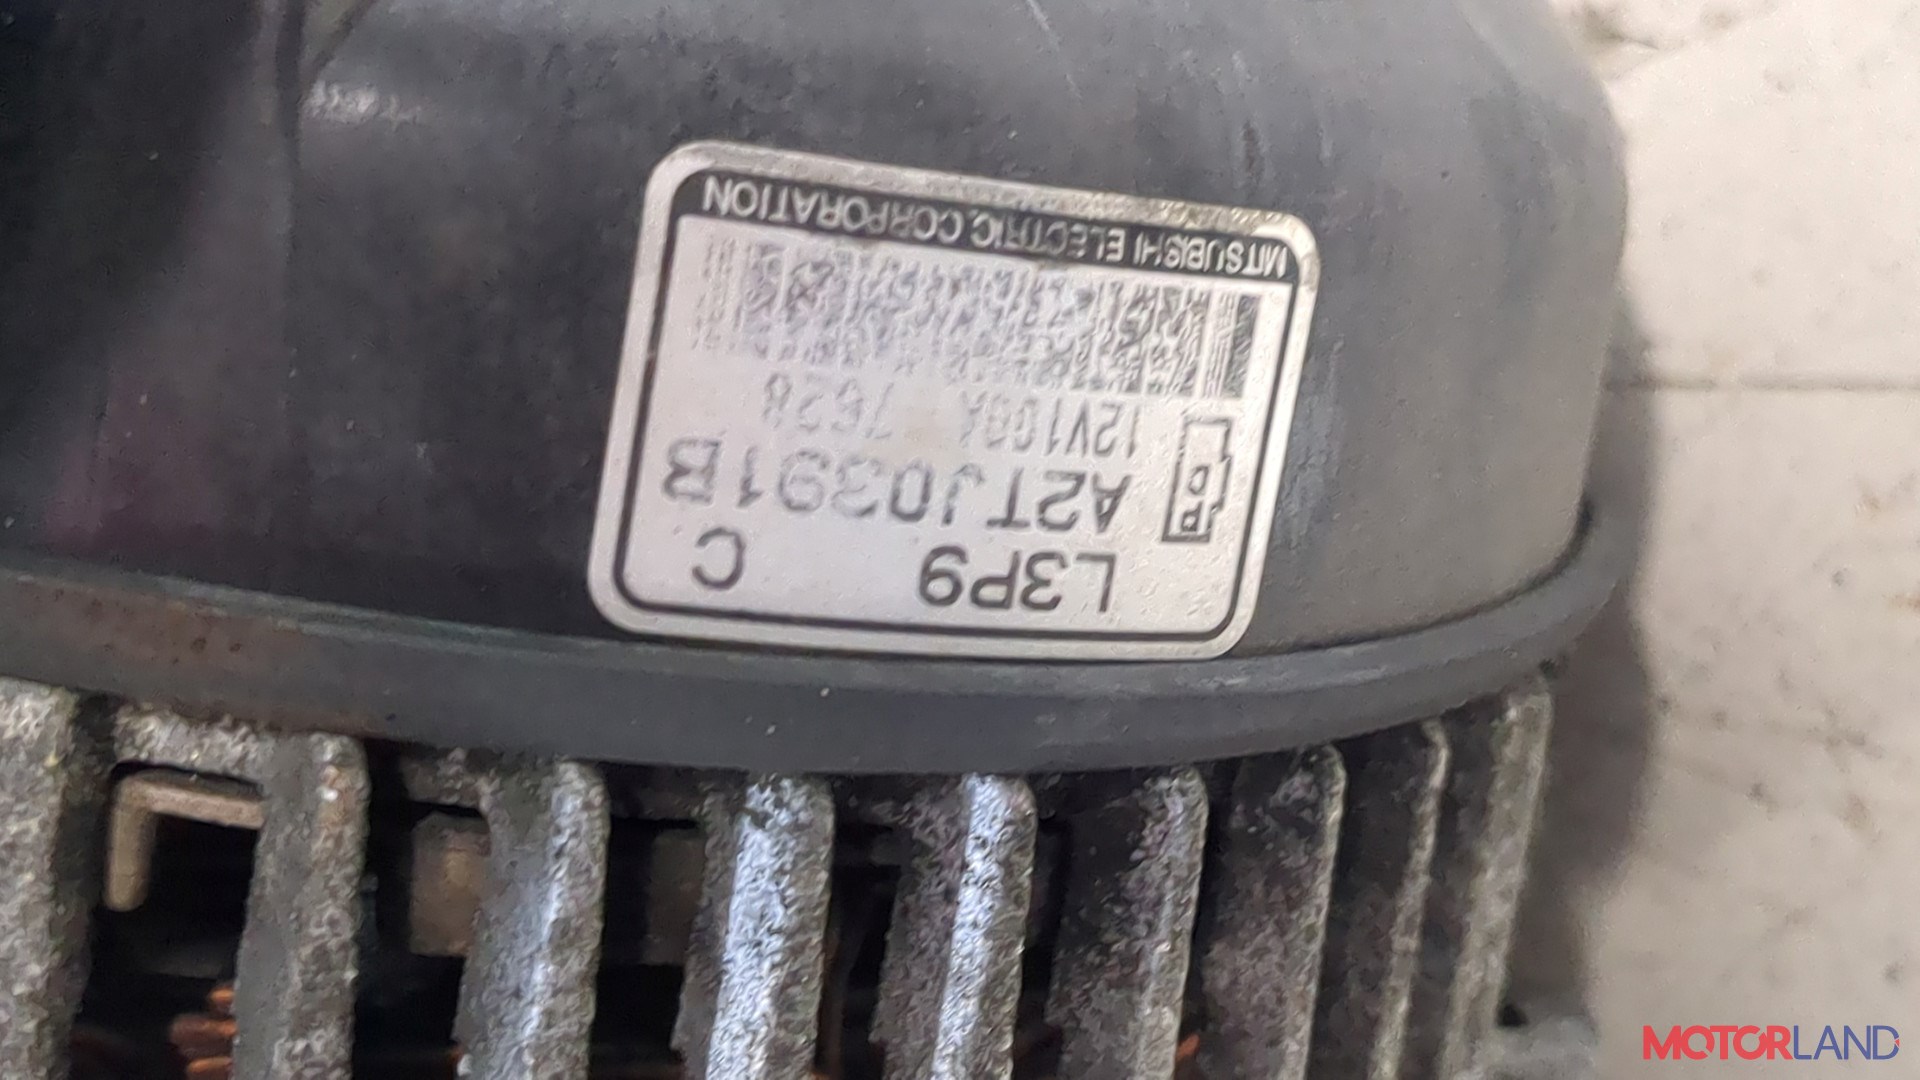 L3P9 C
A2TJ0391B
12V100A 7628
MITSUBISHI ELECTRIC CORPORATION
MOTORLAND